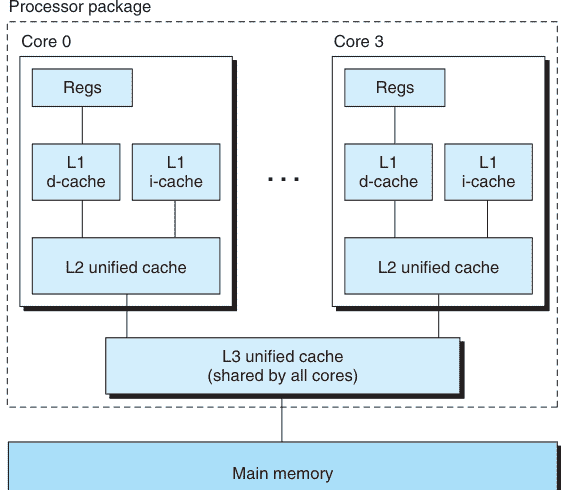 Processor package
Core 0
Core 3
Regs
Regs
L1
d-cache
L1
i-cache
. . .
L1
d-cache
L1
i-cache
L2 unified cache
L2 unified cache
L3 unified cache
(shared by all cores)
Main memory